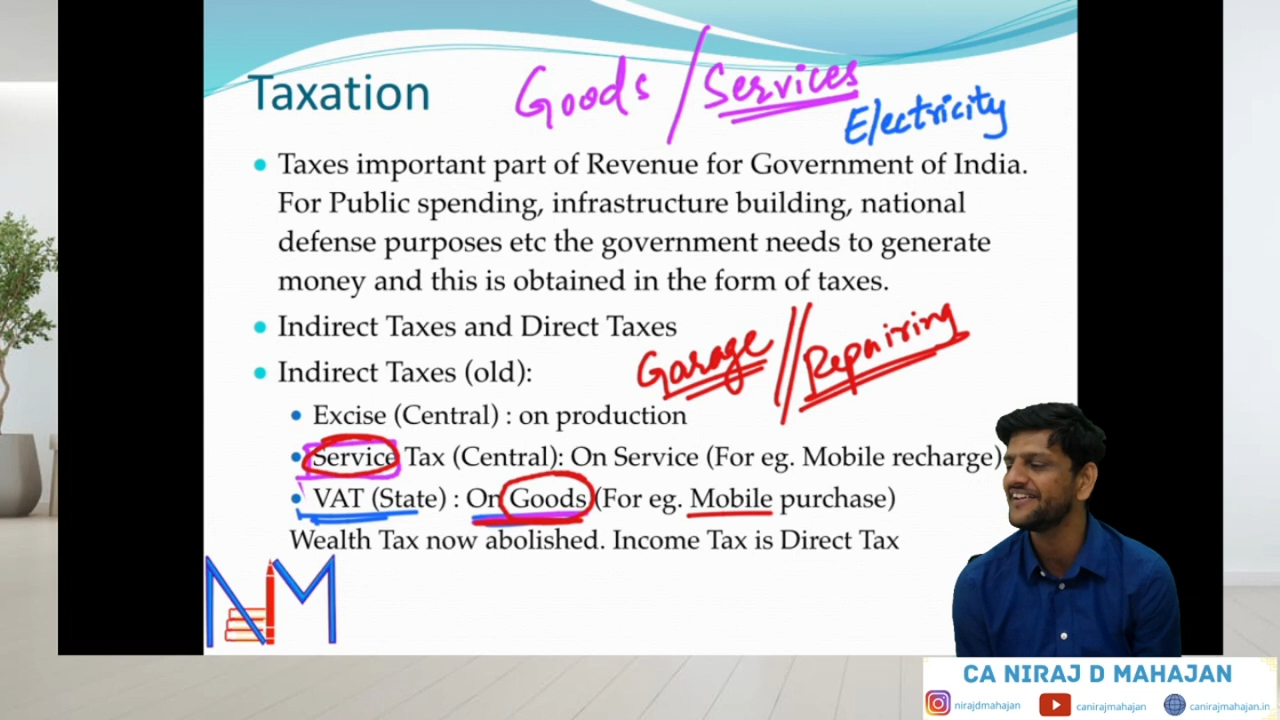 Taxation
Goods / Services
Electricity
• Taxes important part of Revenue for Government of India.
For Public spending, infrastructure building, national
defense purposes etc the government needs to generate
money and this is obtained in the form of taxes.
• Indirect Taxes and Direct Taxes
Garage // Repairing
• Indirect Taxes (old):
• Excise (Central) : on production
• Service Tax (Central): On Service (For eg. Mobile recharge)
• VAT (State) : On Goods (For eg. Mobile purchase)
Wealth Tax now abolished. Income Tax is Direct Tax
NM
CA NIRAJ D MAHAJAN
nirajdmahajan
canirajmahajan
canirajmahajan.in